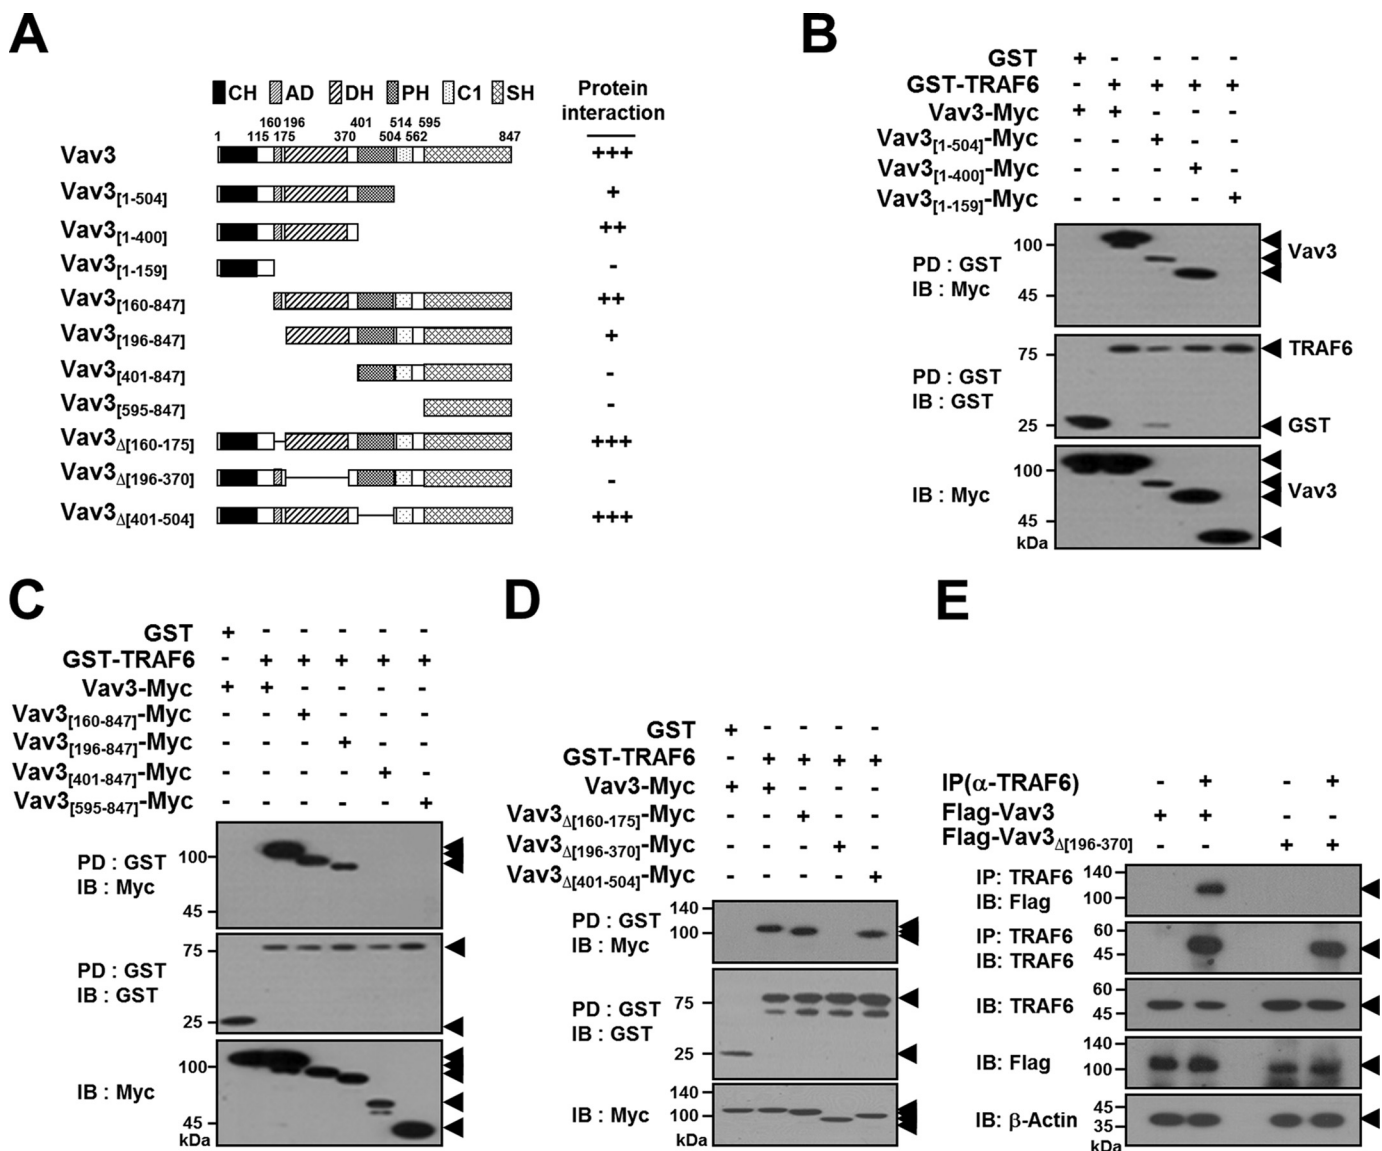 A
CH AD DH PH C1 SH
Protein
interaction
160 196 401 514 595
1 115 175 370 504 562 847
Vav3 +++
Vav3[1-504] +
Vav3[1-400] ++
Vav3[1-159] -
Vav3[160-847] ++
Vav3[196-847] +
Vav3[401-847] -
Vav3[595-847] -
Vav3Δ[160-175] +++
Vav3Δ[196-370] -
Vav3Δ[401-504] +++
B
GST + - - - -
GST-TRAF6 - + + + +
Vav3-Myc + + - - -
Vav3[1-504]-Myc - - + - -
Vav3[1-400]-Myc - - - + -
Vav3[1-159]-Myc - - - - +
PD : GST
IB : Myc
100
45
Vav3
PD : GST
IB : GST
75
25
TRAF6
GST
IB : Myc
100
45
kDa
Vav3
C
GST + - - - - -
GST-TRAF6 - + + + + +
Vav3-Myc + + - - - -
Vav3[160-847]-Myc - - + - - -
Vav3[196-847]-Myc - - - + - -
Vav3[401-847]-Myc - - - - + -
Vav3[595-847]-Myc - - - - - +
PD : GST
IB : Myc
100
45
PD : GST
IB : GST
75
25
IB : Myc
100
45
kDa
D
GST + - - - -
GST-TRAF6 - + + + +
Vav3-Myc + + - - -
Vav3Δ[160-175]-Myc - - + - -
Vav3Δ[196-370]-Myc - - - + -
Vav3Δ[401-504]-Myc - - - - +
PD : GST
IB : Myc
140
100
PD : GST
IB : GST
75
25
IB : Myc
140
100
kDa
E
IP(α-TRAF6) - + - +
Flag-Vav3 + + - -
Flag-Vav3Δ[196-370] - - + +
IP: TRAF6
IB: Flag
140
100
IP: TRAF6
IB: TRAF6
60
45
IB: TRAF6
60
45
IB: Flag
140
100
IB: β-Actin
45
35
kDa